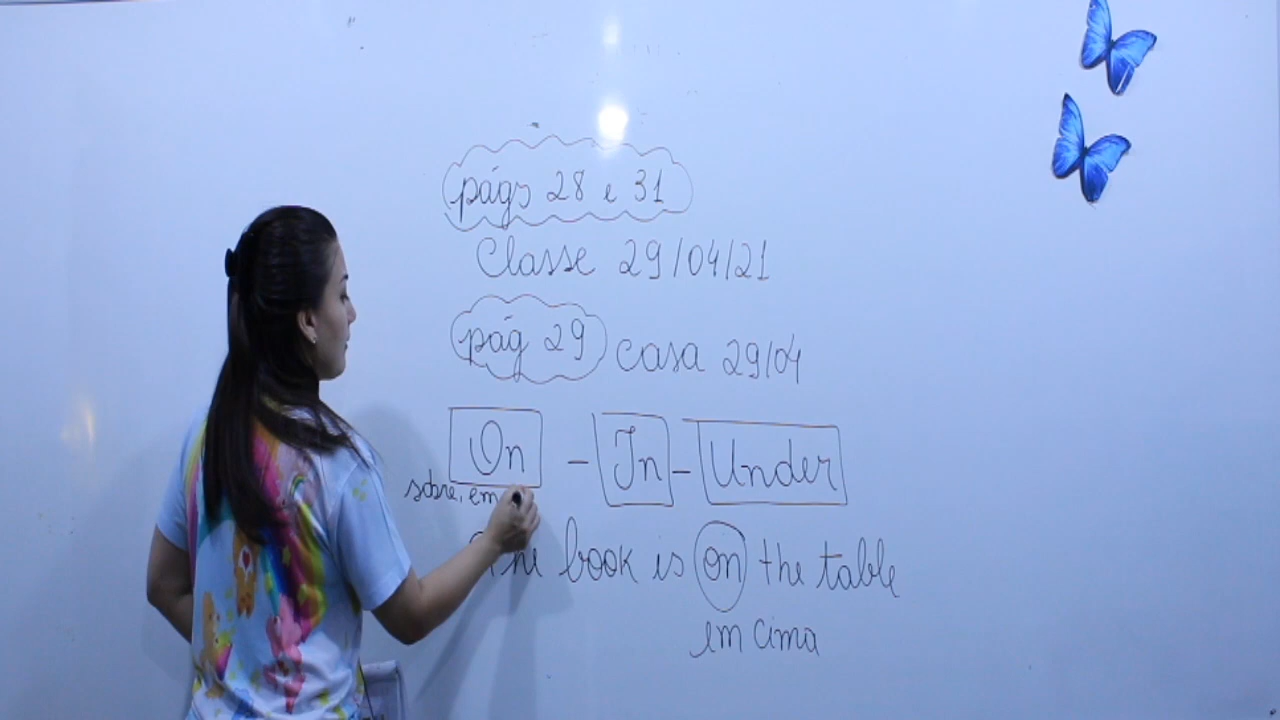 págs 28 e 31
Classe 29/04/21
pág 29 casa 29/04
On - In - Under
sobre, em
The book is on the table
em cima